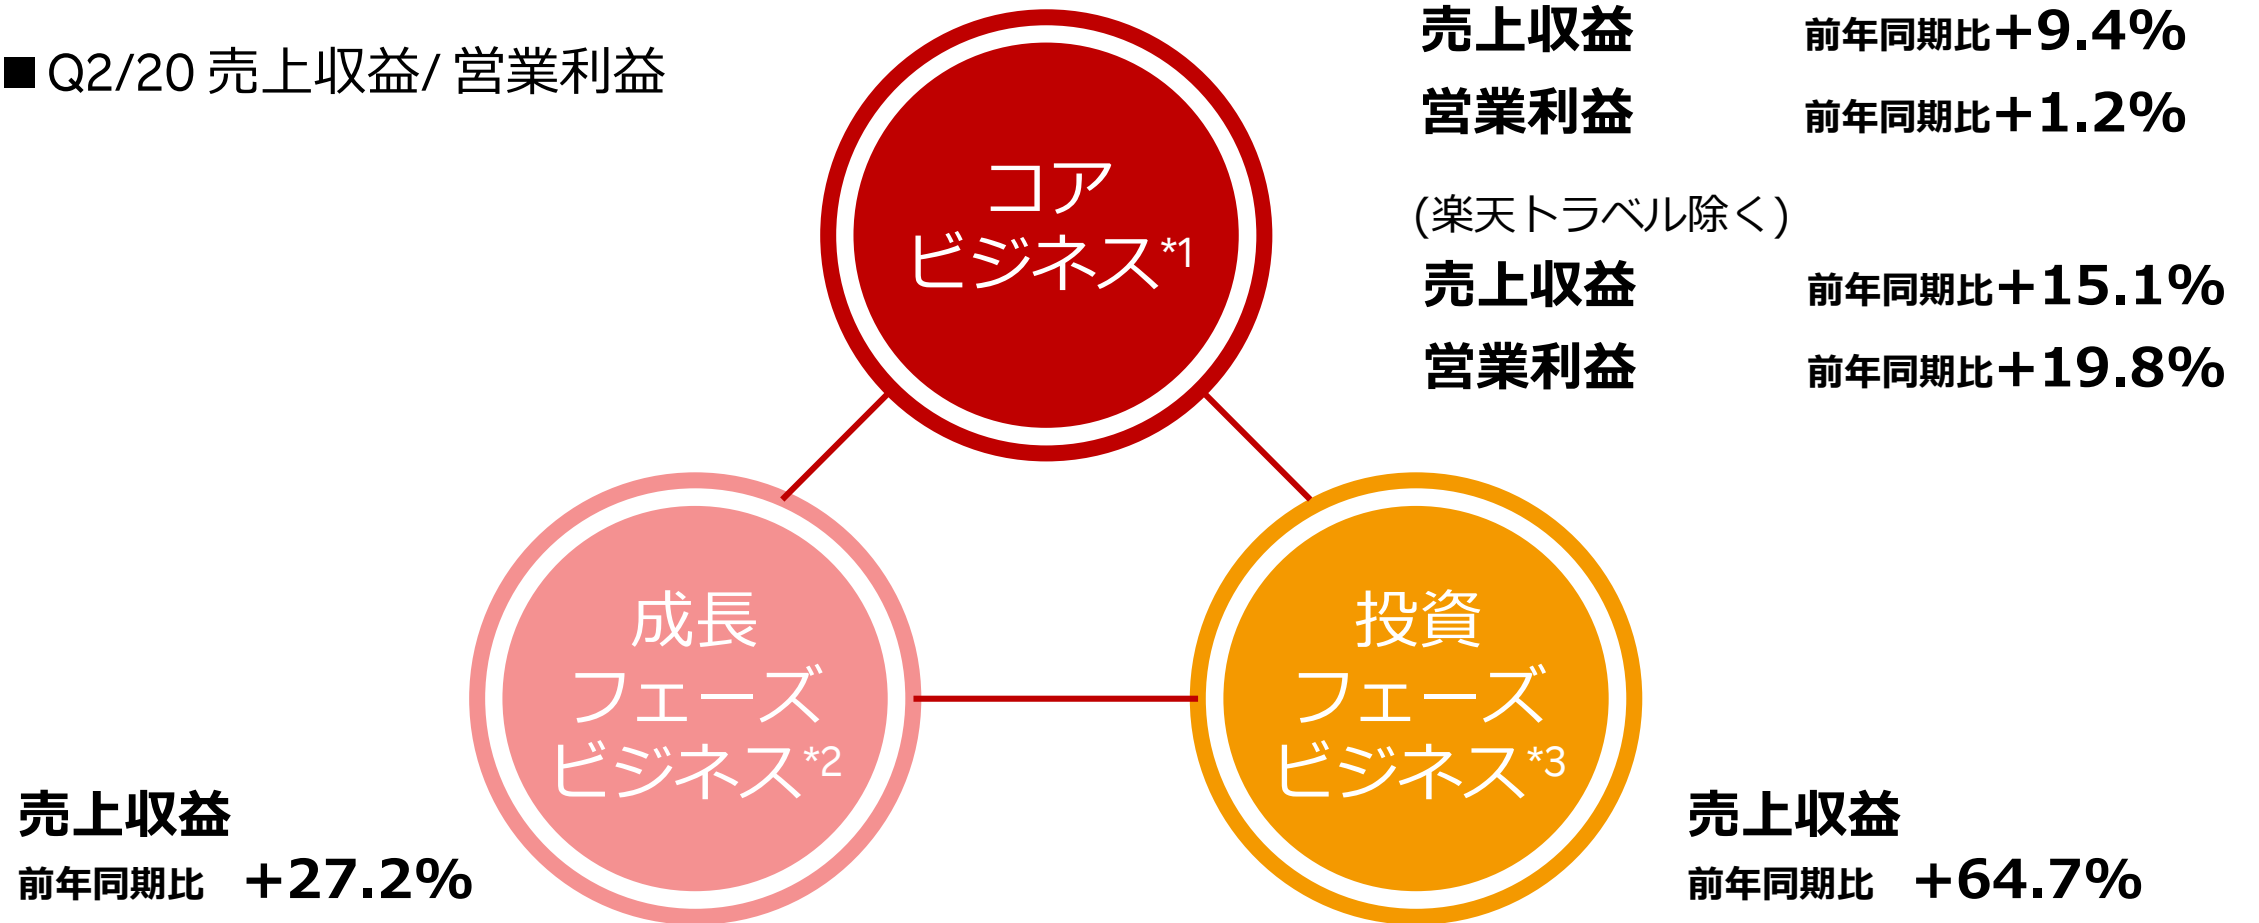 ■ Q2/20 売上収益/ 営業利益
コア
ビジネス*1
売上収益 前年同期比+9.4%
営業利益 前年同期比+1.2%
(楽天トラベル除く)
売上収益 前年同期比+15.1%
営業利益 前年同期比+19.8%
成長
フェーズ
ビジネス*2
売上収益
前年同期比 +27.2%
投資
フェーズ
ビジネス*3
売上収益
前年同期比 +64.7%